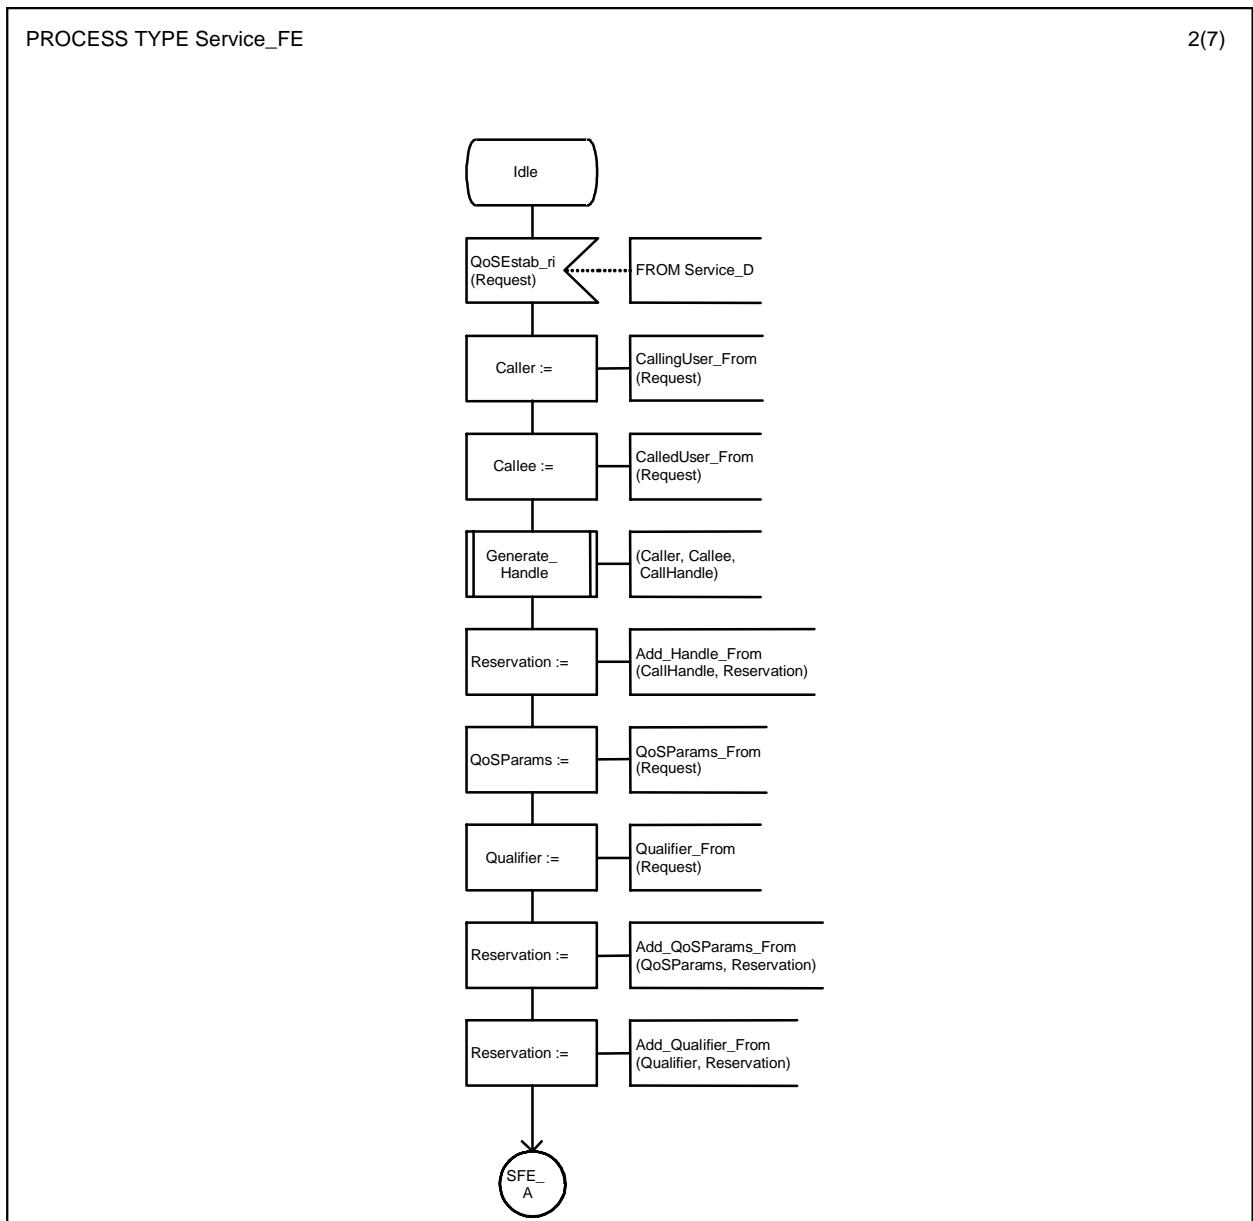 PROCESS TYPE Service_FE
2(7)
Idle
QoSEstab_ri
(Request)
FROM Service_D
Caller :=
CallingUser_From
(Request)
Callee :=
CalledUser_From
(Request)
Generate_
Handle
(Caller, Callee,
CallHandle)
Reservation :=
Add_Handle_From
(CallHandle, Reservation)
QoSParams :=
QoSParams_From
(Request)
Qualifier :=
Qualifier_From
(Request)
Reservation :=
Add_QoSParams_From
(QoSParams, Reservation)
Reservation :=
Add_Qualifier_From
(Qualifier, Reservation)
SFE_
A